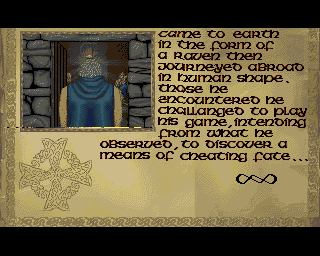 came to earth
in the form of
a raven then
journeyed abroad
in human shape.
those he
encountered he
challanged to play
his game, intending
from what he
observed, to discover a
means of cheating fate...